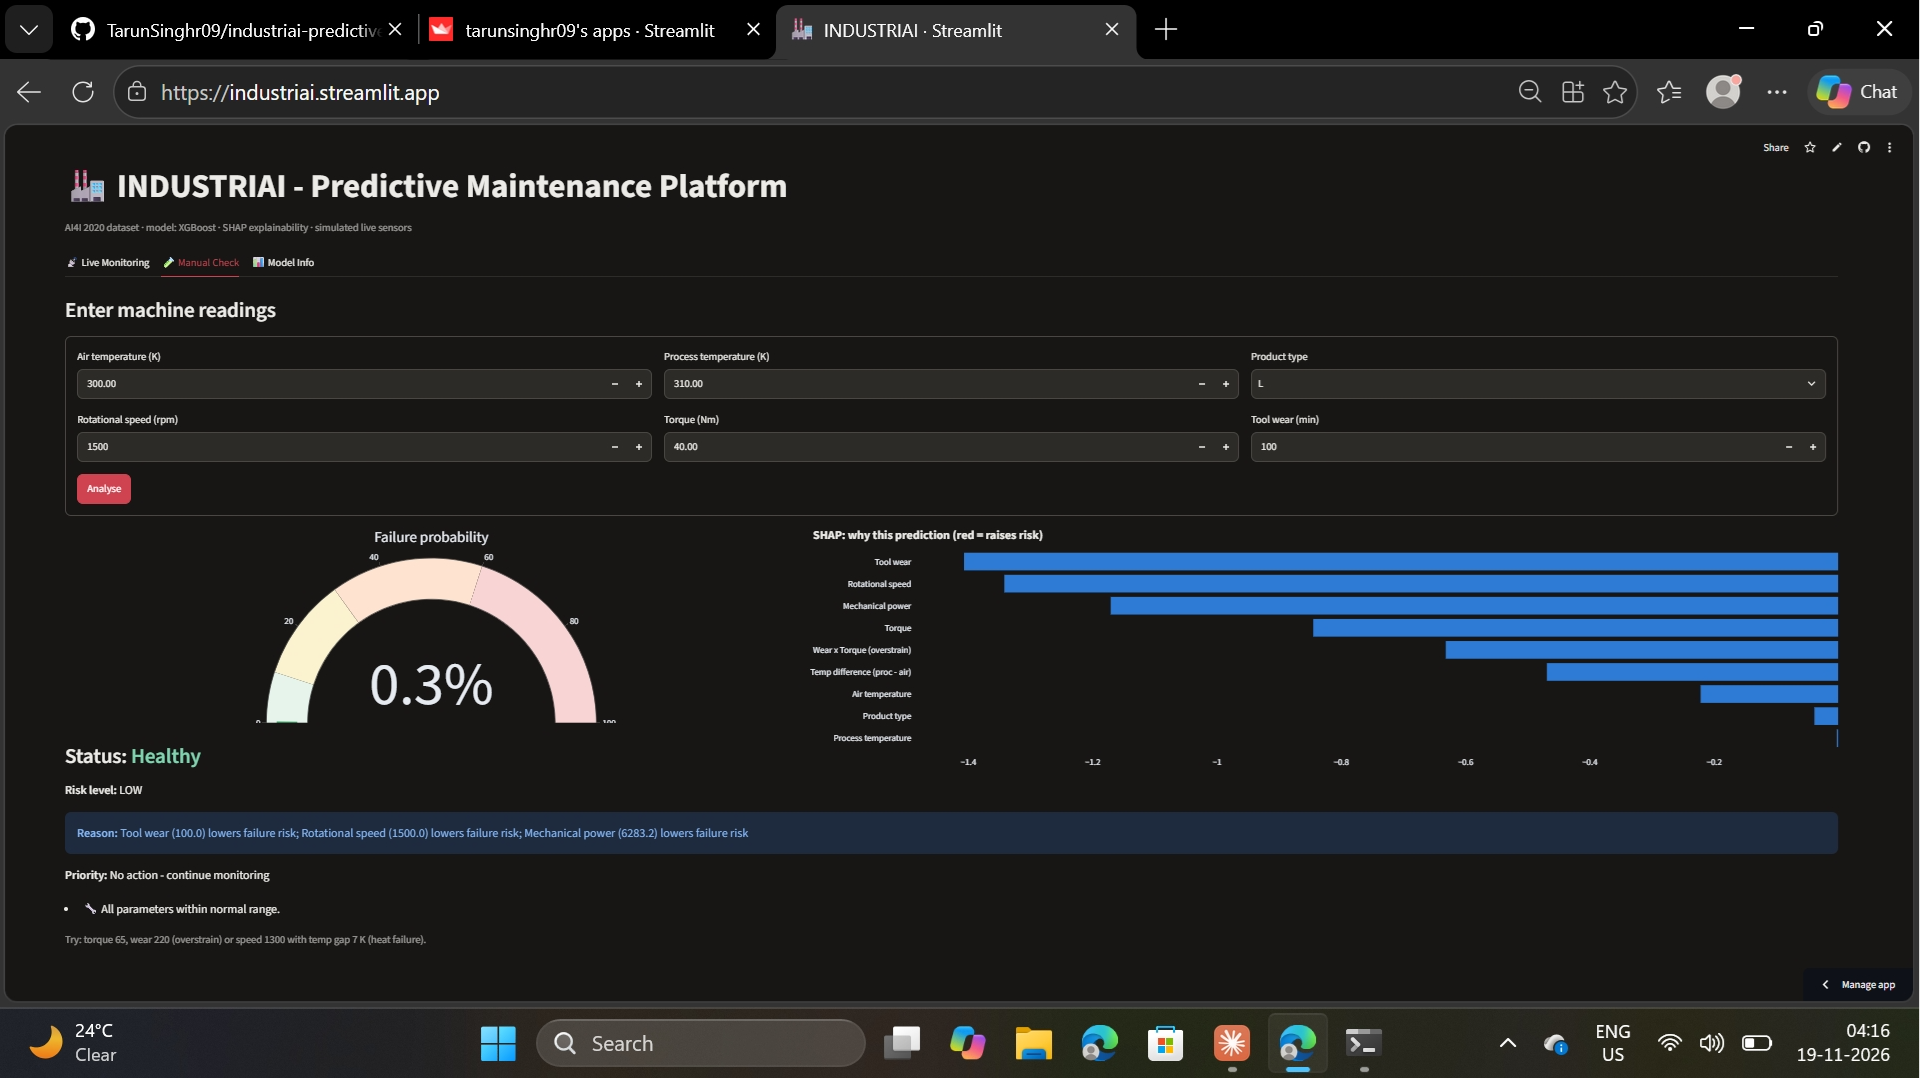 TarunSinghr09/industriai-predictive
tarunsinghr09's apps · Streamlit
INDUSTRIAI · Streamlit
https://industriai.streamlit.app
Chat
Share
INDUSTRIAI - Predictive Maintenance Platform
AI4I 2020 dataset · model: XGBoost · SHAP explainability · simulated live sensors
Live Monitoring
Manual Check
Model Info
Enter machine readings
Air temperature (K)
Process temperature (K)
Product type
300.00
310.00
L
Rotational speed (rpm)
Torque (Nm)
Tool wear (min)
1500
40.00
100
Analyse
Failure probability
0
20
40
60
80
100
0.3%
SHAP: why this prediction (red = raises risk)
Tool wear
Rotational speed
Mechanical power
Torque
Wear x Torque (overstrain)
Temp difference (proc - air)
Air temperature
Product type
Process temperature
−1.4
−1.2
−1
−0.8
−0.6
−0.4
−0.2
Status: Healthy
Risk level: LOW
Reason: Tool wear (100.0) lowers failure risk; Rotational speed (1500.0) lowers failure risk; Mechanical power (6283.2) lowers failure risk
Priority: No action - continue monitoring
All parameters within normal range.
Try: torque 65, wear 220 (overstrain) or speed 1300 with temp gap 7 K (heat failure).
Manage app
24°C
Clear
Search
ENG
US
04:16
19-11-2026